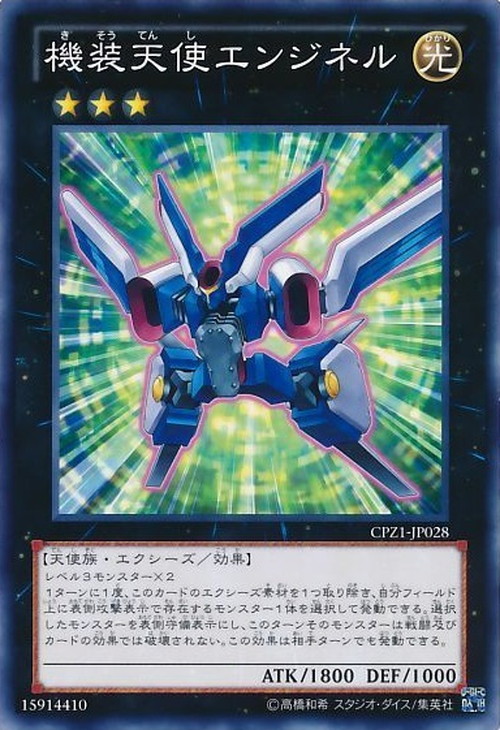 機装天使エンジネル
光
CPZ1-JP028
【天使族・エクシーズ/効果】
レベル3モンスター×2
1ターンに1度、このカードのエクシーズ素材を1つ取り除き、自分フィールド
上に表側攻撃表示で存在するモンスター1体を選択して発動できる。選択
したモンスターを表側守備表示にし、このターンそのモンスターは戦闘及び
カードの効果では破壊されない。この効果は相手ターンでも発動できる。
ATK/1800 DEF/1000
15914410 ©高橋和希 スタジオ・ダイス/集英社